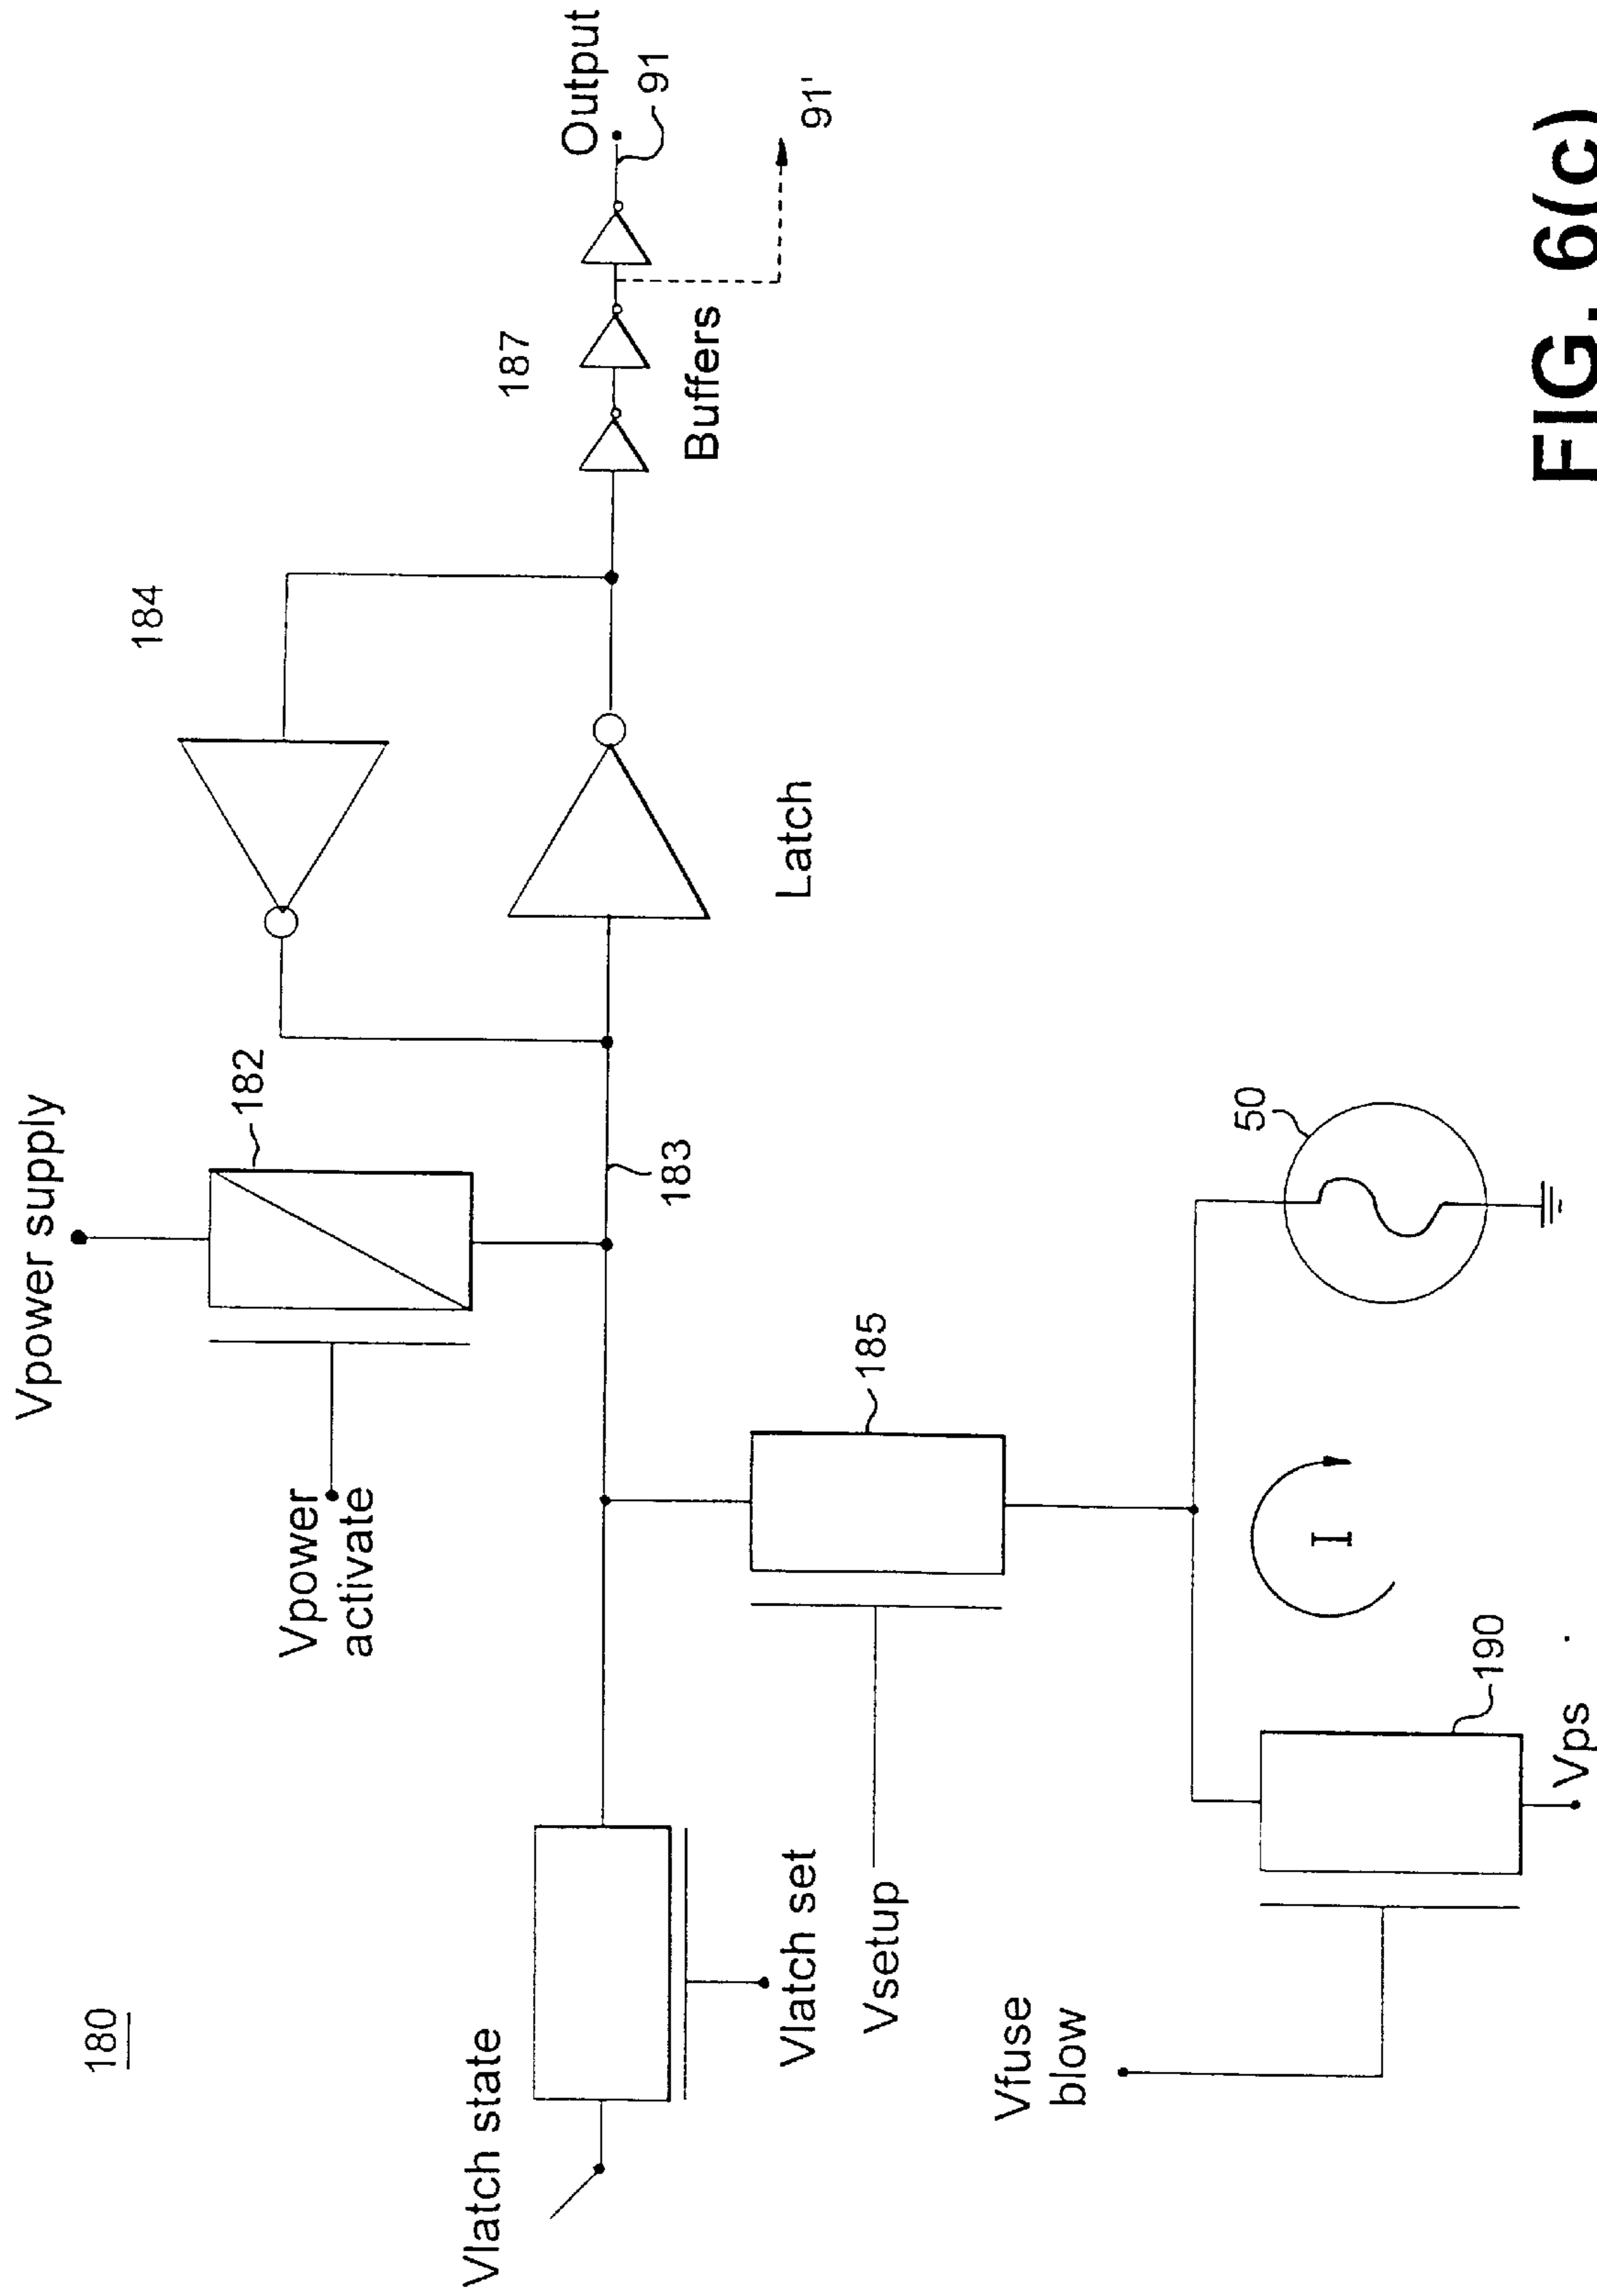 180
Vpower supply
182
Vpower
activate
184
183
Latch
187
Buffers
Output
91
91'
Vlatch state
Vlatch set
Vsetup
185
Vfuse
blow
190
Vps
I
50
FIG. 6(c)